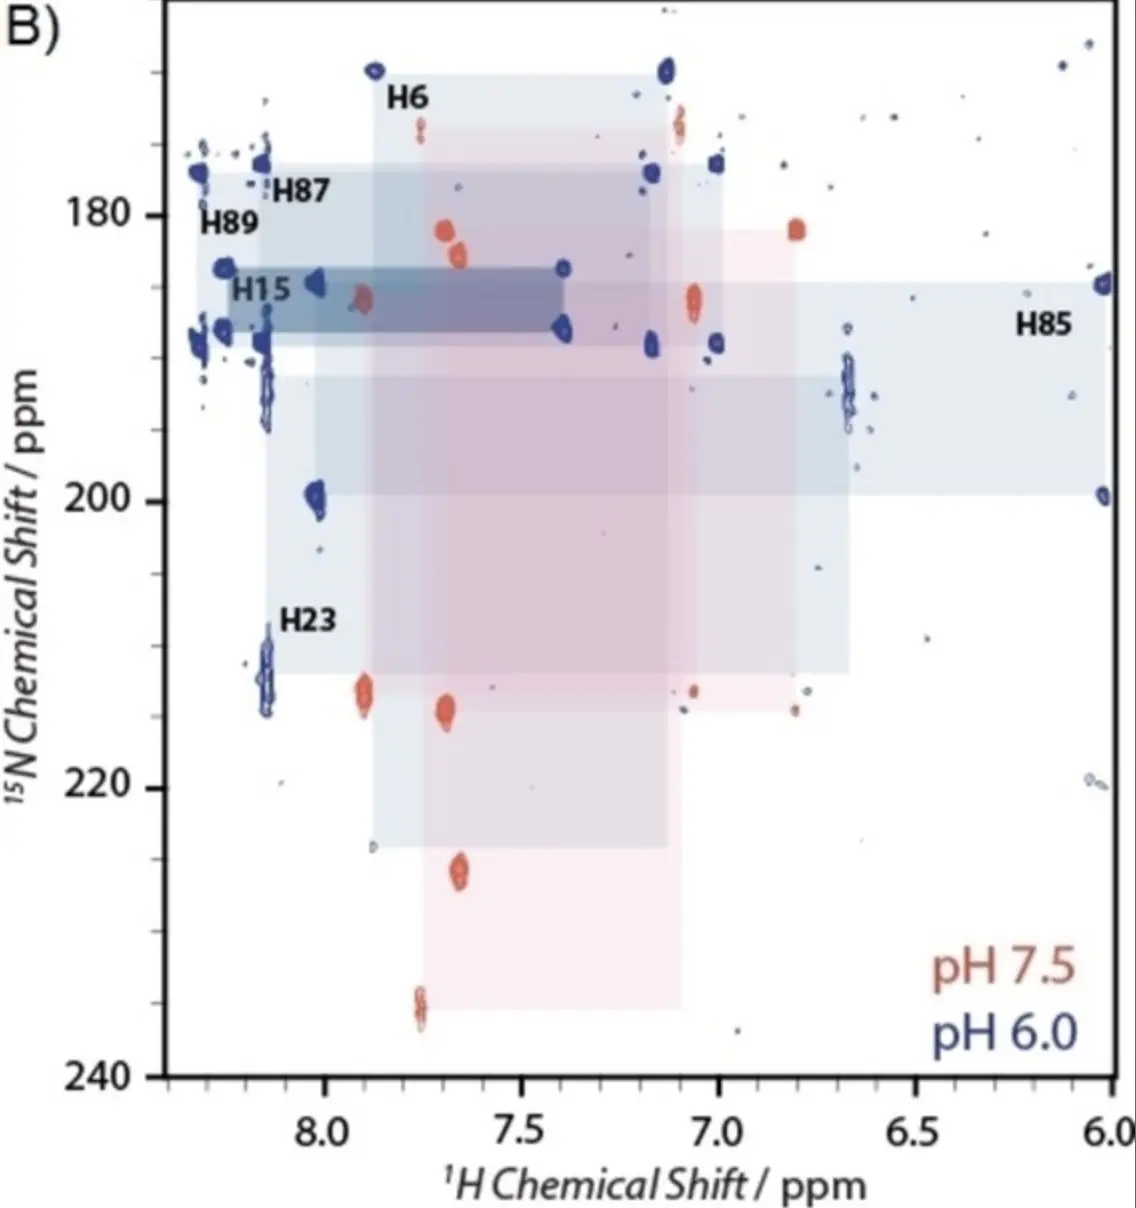 B)
H6
H87
180
H89
H15
H85
200
H23
220
pH 7.5
pH 6.0
240
8.0 7.5 7.0 6.5 6.0
¹H Chemical Shift / ppm
¹⁵N Chemical Shift / ppm